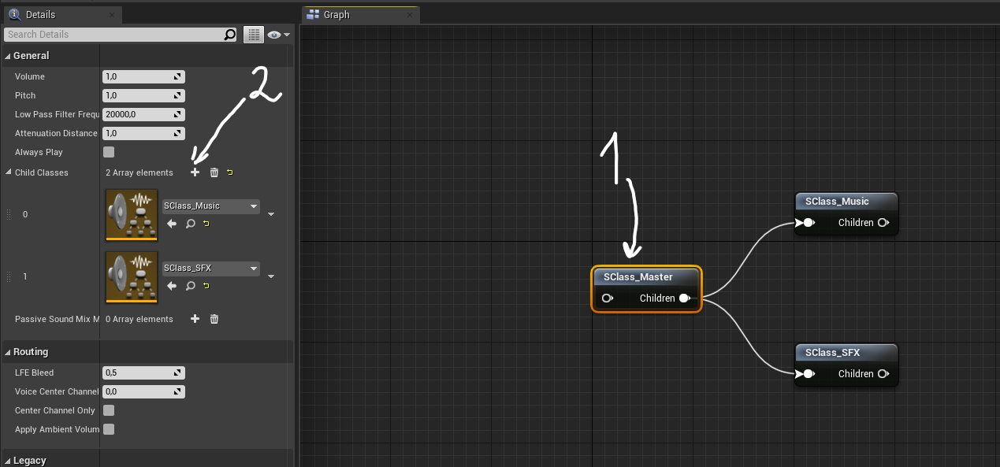 Details
Search Details
General
Volume 1,0
Pitch 1,0
Low Pass Filter Frequ 20000,0
Attenuation Distance 1,0
Always Play
Child Classes 2 Array elements
0 SClass_Music
1 SClass_SFX
Passive Sound Mix M 0 Array elements
Routing
LFE Bleed 0,5
Voice Center Channel 0,0
Center Channel Only
Apply Ambient Volum
Legacy
2
Graph
1
SClass_Master
Children
SClass_Music
Children
SClass_SFX
Children